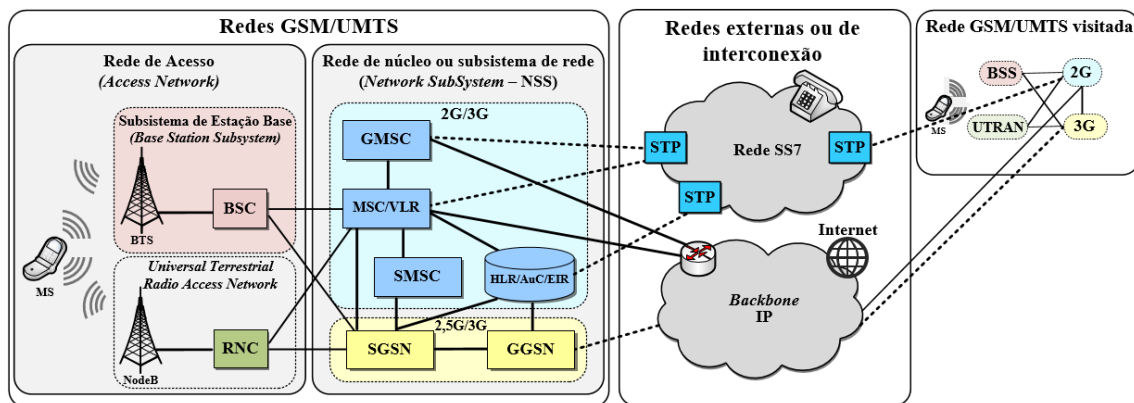 Redes GSM/UMTS
Rede de Acesso
(Access Network)
Subsistema de Estação Base
(Base Station Subsystem)
BTS
BSC
MS
Universal Terrestrial
Radio Access Network
NodeB
RNC
Rede de núcleo ou subsistema de rede
(Network SubSystem – NSS)
2G/3G
GMSC
MSC/VLR
SMSC
HLR/AuC/EIR
2,5G/3G
SGSN
GGSN
Redes externas ou de
interconexão
STP
Rede SS7
STP
STP
Internet
Backbone
IP
Rede GSM/UMTS visitada
MS
BSS
2G
UTRAN
3G